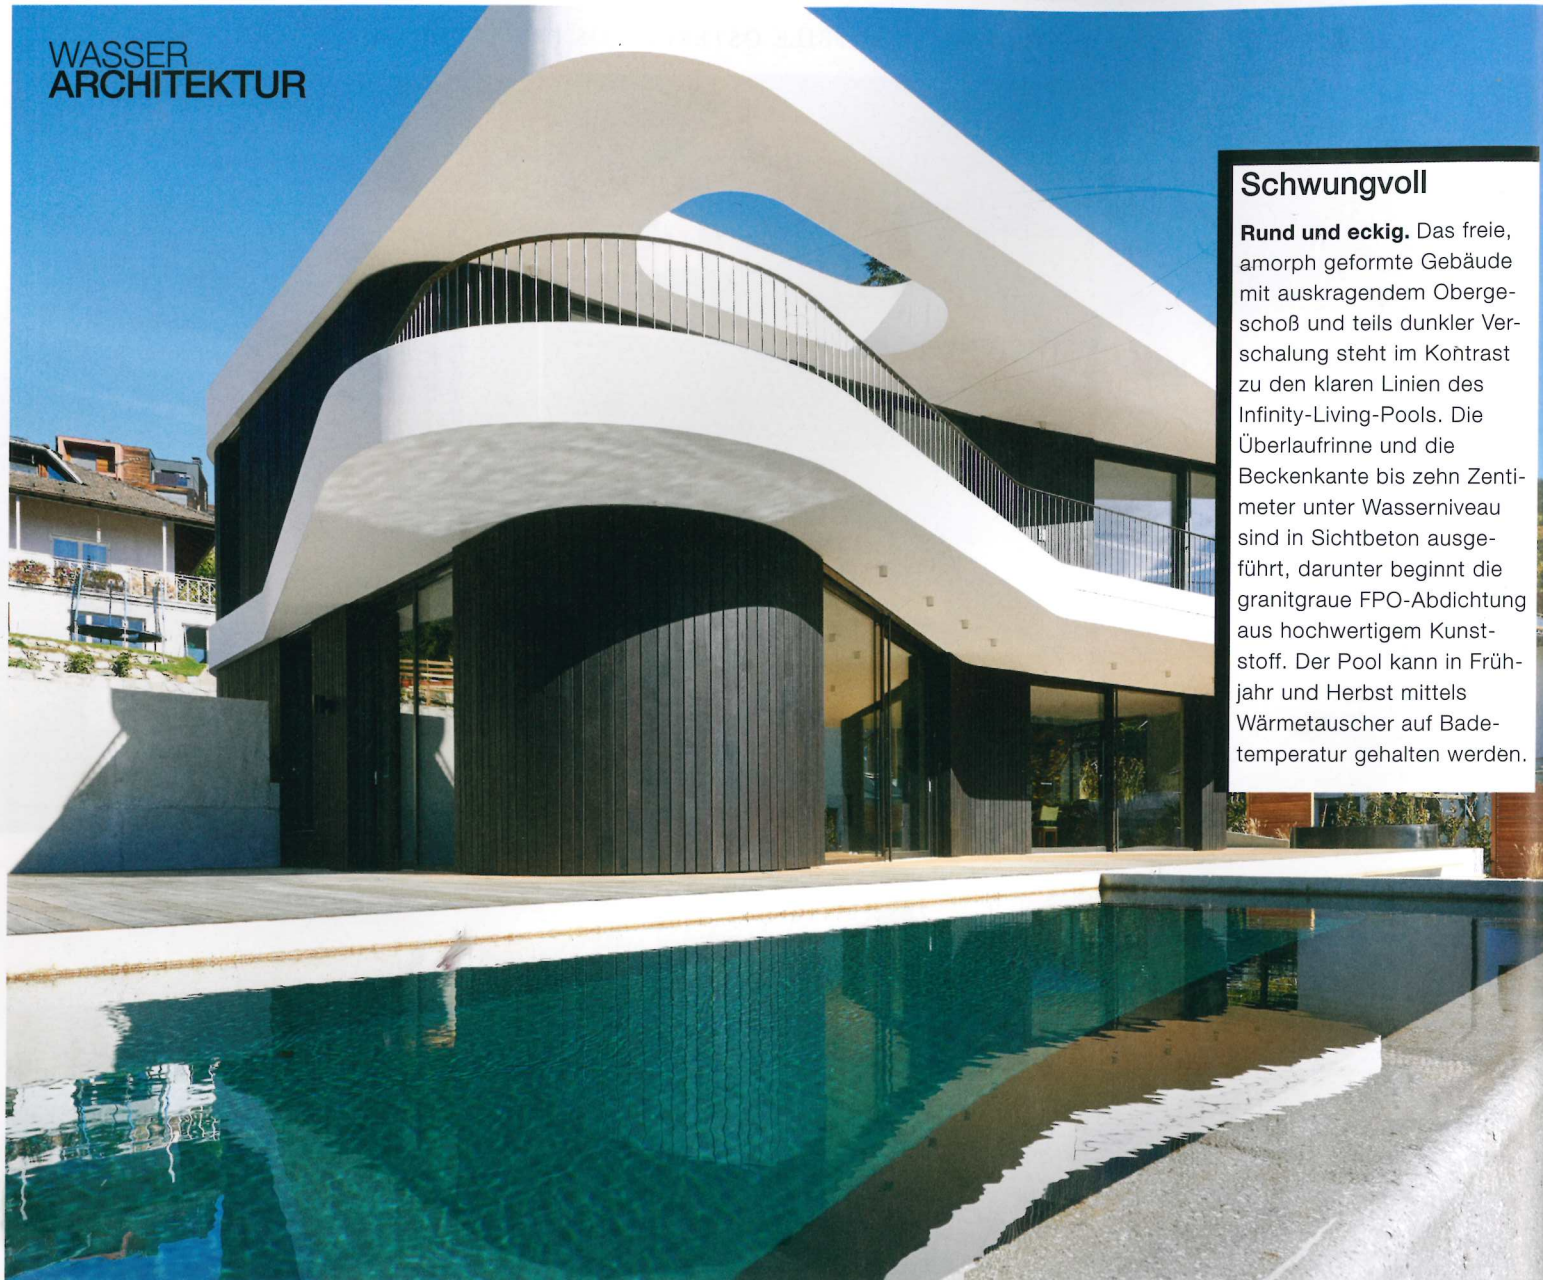 WASSER
ARCHITEKTUR
Schwungvoll
Rund und eckig. Das freie,
amorph geformte Gebäude
mit auskragendem Oberge-
schoß und teils dunkler Ver-
schalung steht im Kontrast
zu den klaren Linien des
Infinity-Living-Pools. Die
Überlaufrinne und die
Beckenkante bis zehn Zenti-
meter unter Wasserniveau
sind in Sichtbeton ausge-
führt, darunter beginnt die
granitgraue FPO-Abdichtung
aus hochwertigem Kunst-
stoff. Der Pool kann in Früh-
jahr und Herbst mittels
Wärmetauscher auf Bade-
temperatur gehalten werden.